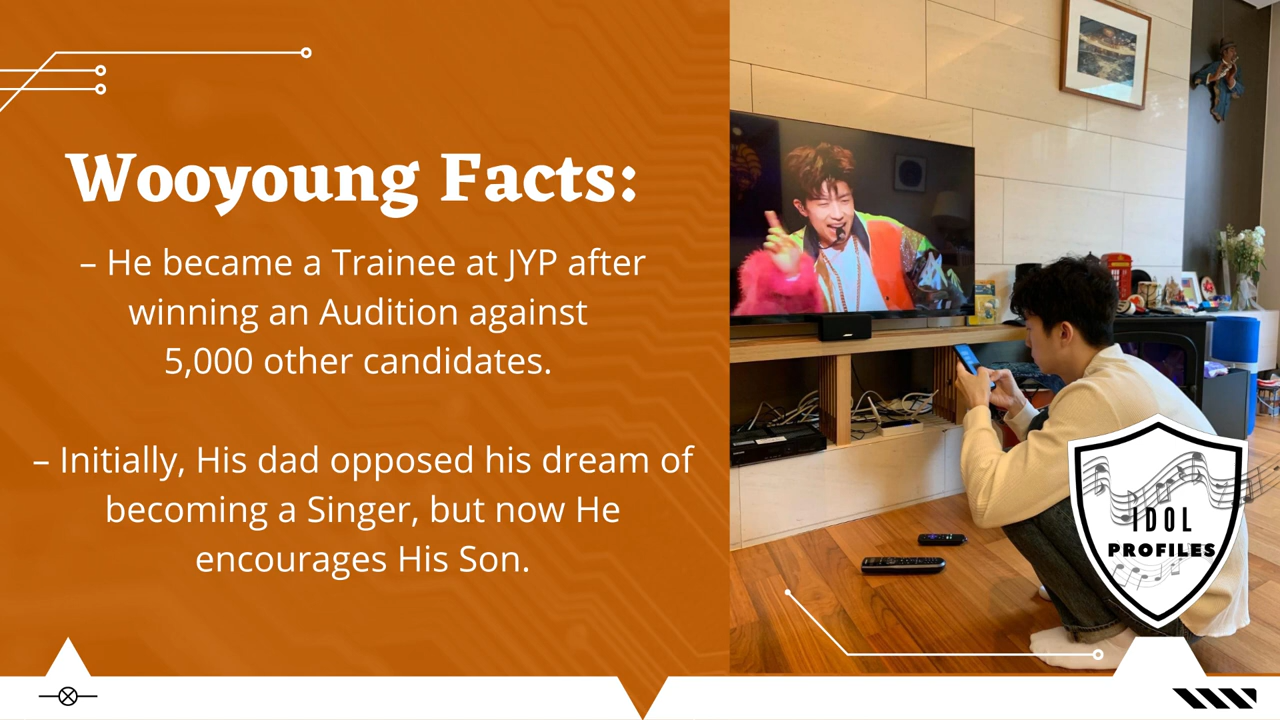 Wooyoung Facts:
– He became a Trainee at JYP after
winning an Audition against
5,000 other candidates.
– Initially, His dad opposed his dream of
becoming a Singer, but now He
encourages His Son.
IDOL
PROFILES